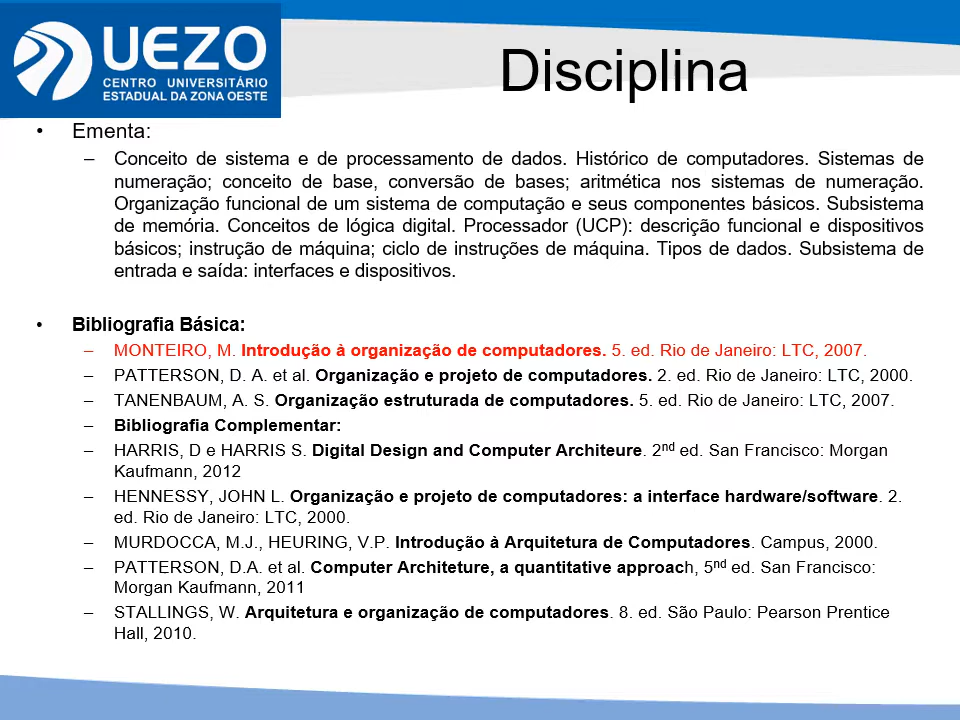 UEZO
CENTRO UNIVERSITÁRIO
ESTADUAL DA ZONA OESTE
Disciplina
• Ementa:
– Conceito de sistema e de processamento de dados. Histórico de computadores. Sistemas de
numeração; conceito de base, conversão de bases; aritmética nos sistemas de numeração.
Organização funcional de um sistema de computação e seus componentes básicos. Subsistema
de memória. Conceitos de lógica digital. Processador (UCP): descrição funcional e dispositivos
básicos; instrução de máquina; ciclo de instruções de máquina. Tipos de dados. Subsistema de
entrada e saída: interfaces e dispositivos.
• Bibliografia Básica:
– MONTEIRO, M. Introdução à organização de computadores. 5. ed. Rio de Janeiro: LTC, 2007.
– PATTERSON, D. A. et al. Organização e projeto de computadores. 2. ed. Rio de Janeiro: LTC, 2000.
– TANENBAUM, A. S. Organização estruturada de computadores. 5. ed. Rio de Janeiro: LTC, 2007.
– Bibliografia Complementar:
– HARRIS, D e HARRIS S. Digital Design and Computer Architeure. 2nd ed. San Francisco: Morgan
Kaufmann, 2012
– HENNESSY, JOHN L. Organização e projeto de computadores: a interface hardware/software. 2.
ed. Rio de Janeiro: LTC, 2000.
– MURDOCCA, M.J., HEURING, V.P. Introdução à Arquitetura de Computadores. Campus, 2000.
– PATTERSON, D.A. et al. Computer Architeture, a quantitative approach, 5nd ed. San Francisco:
Morgan Kaufmann, 2011
– STALLINGS, W. Arquitetura e organização de computadores. 8. ed. São Paulo: Pearson Prentice
Hall, 2010.